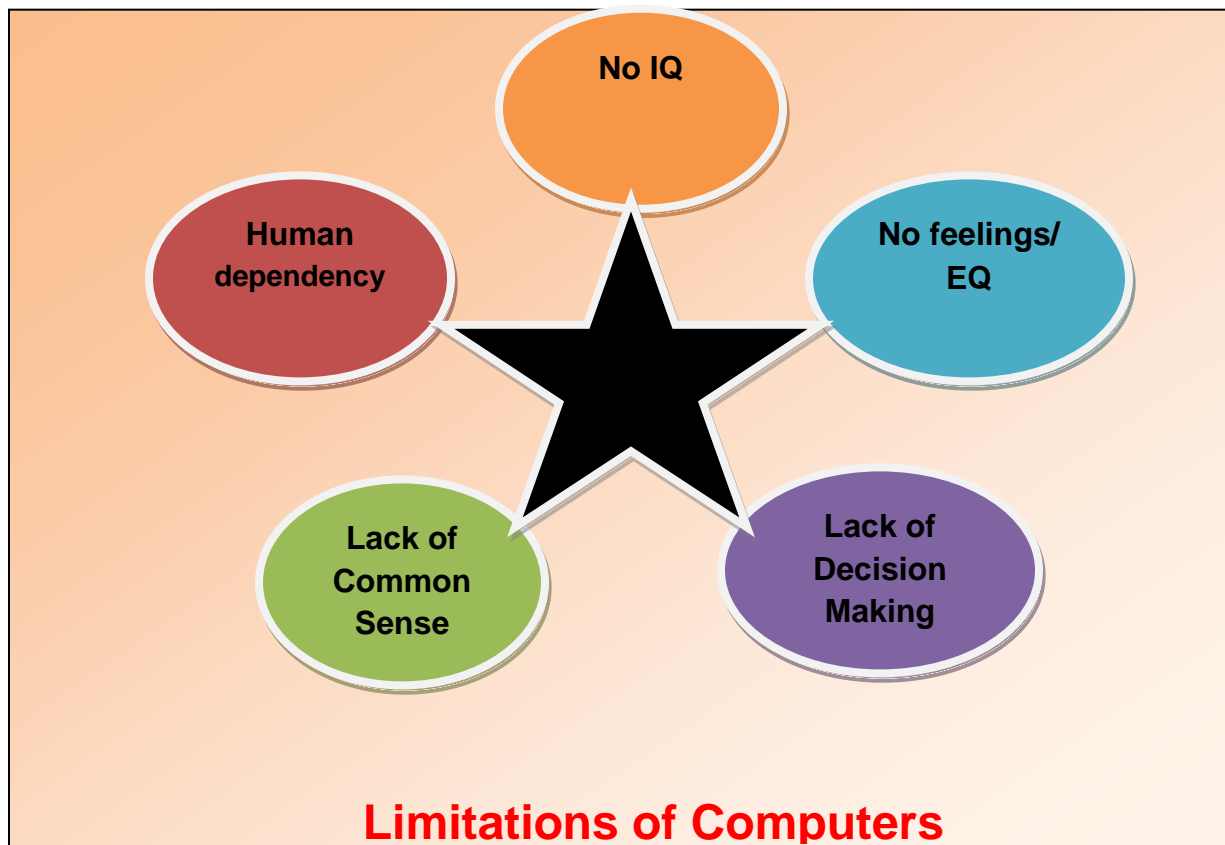 No IQ
Human
dependency
No feelings/
EQ
Lack of
Common
Sense
Lack of
Decision
Making
Limitations of Computers